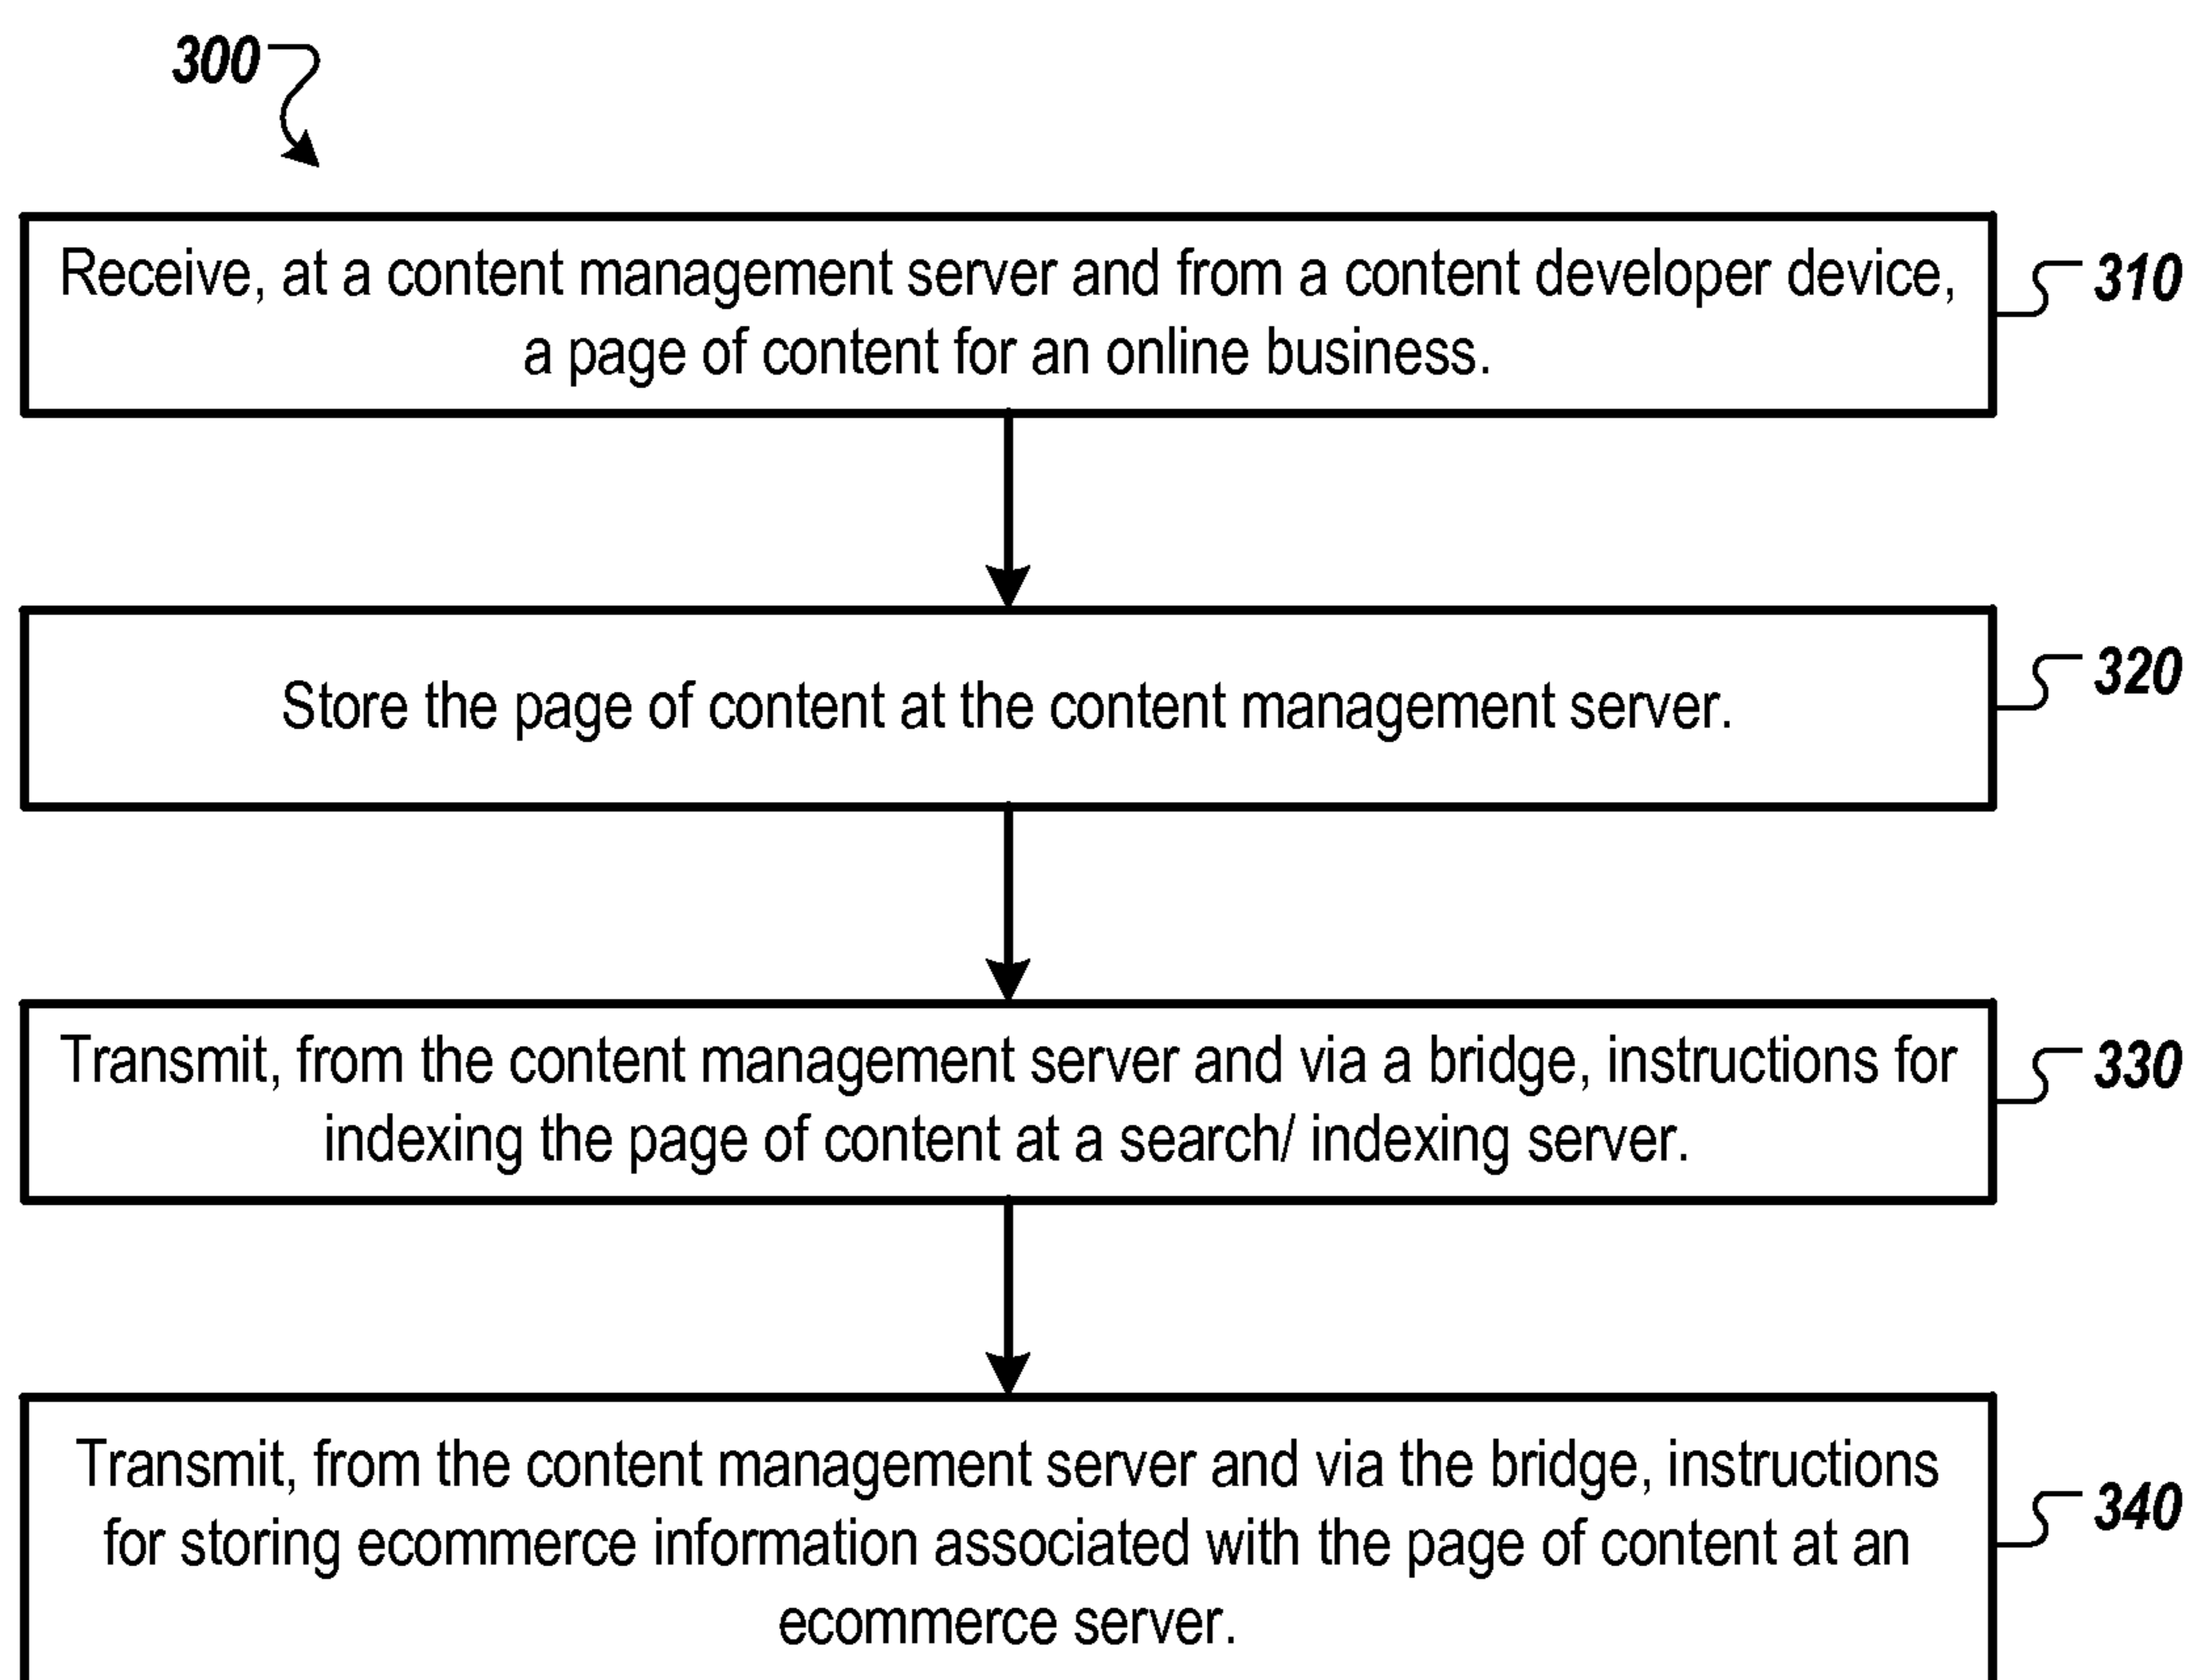 300
Receive, at a content management server and from a content developer device,
a page of content for an online business.
310
Store the page of content at the content management server.
320
Transmit, from the content management server and via a bridge, instructions for
indexing the page of content at a search/ indexing server.
330
Transmit, from the content management server and via the bridge, instructions
for storing ecommerce information associated with the page of content at an
ecommerce server.
340